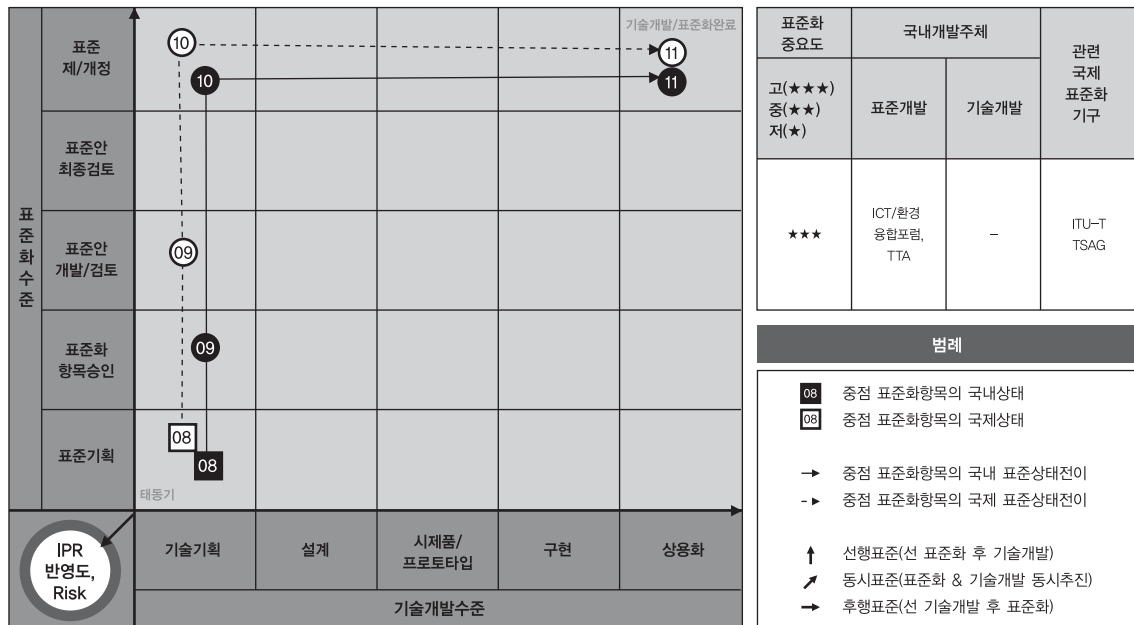 기술개발/표준화완료
표준
제/개정
10
11
10
11
표준안
최종검토
표준화수준
표준안
개발/검토
09
표준화
항목승인
09
표준기획
08
08
태동기
IPR
반영도,
Risk
기술기획
설계
시제품/
프로토타입
구현
상용화
기술개발수준
표준화
중요도
국내개발주체
관련
국제
표준화
기구
고(★★★)
중(★★)
저(★)
표준개발
기술개발
★★★
ICT/환경
융합포럼,
TTA
–
ITU-T
TSAG
범례
08 중점 표준화항목의 국내상태
08 중점 표준화항목의 국제상태
중점 표준화항목의 국내 표준상태전이
중점 표준화항목의 국제 표준상태전이
선행표준(선 표준화 후 기술개발)
동시표준(표준화 & 기술개발 동시추진)
후행표준(선 기술개발 후 표준화)